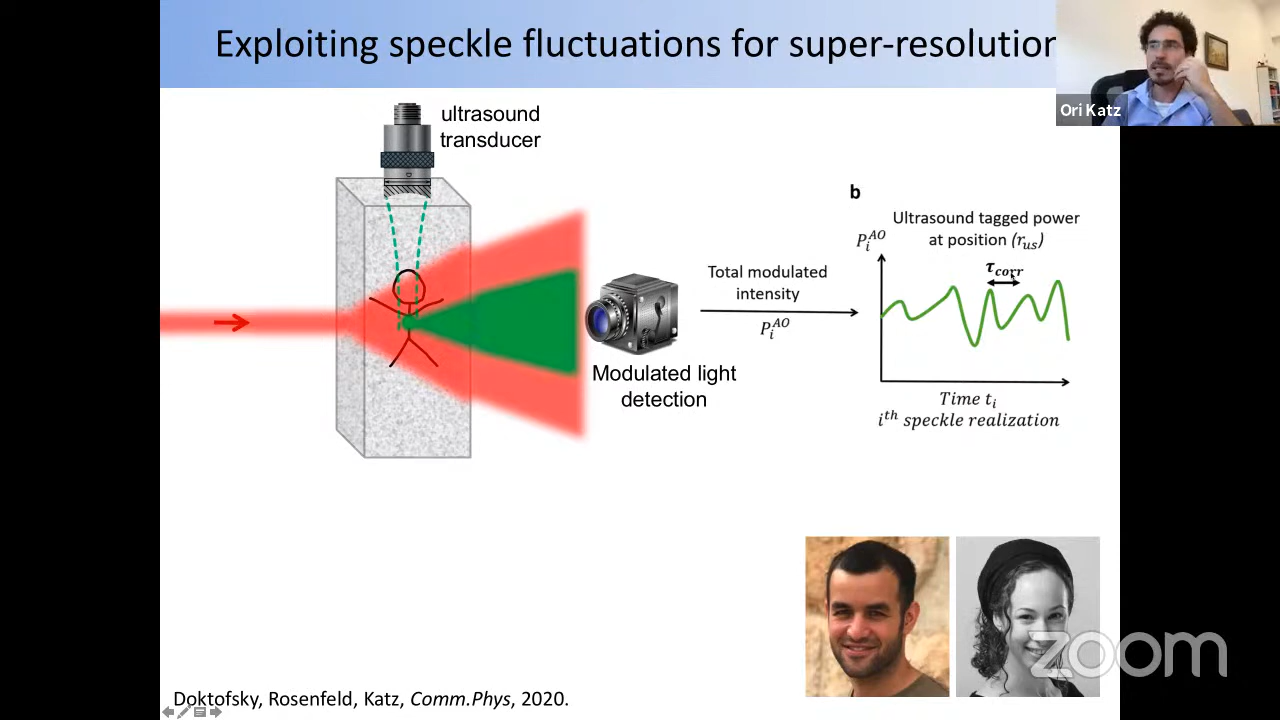 Exploiting speckle fluctuations for super-resolution
Ori Katz
ultrasound
transducer
b
Ultrasound tagged power
at position (r_us)
P_i^AO
τ_corr
Total modulated
intensity
P_i^AO
Modulated light
detection
Time t_i
i^th speckle realization
zoom
Doktofsky, Rosenfeld, Katz, Comm.Phys, 2020.